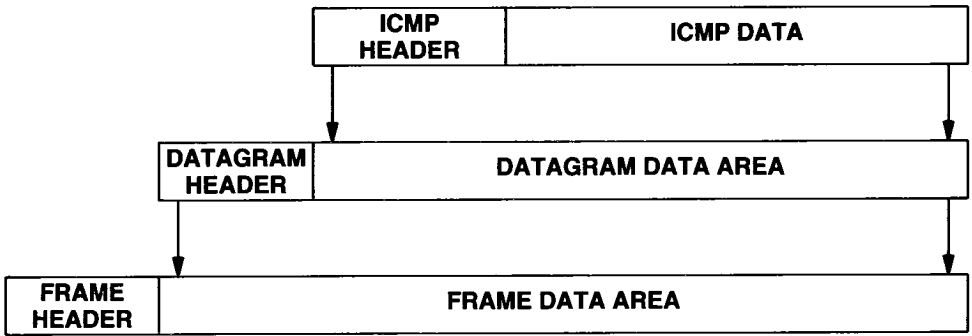 ICMP
HEADER
ICMP DATA
DATAGRAM
HEADER
DATAGRAM DATA AREA
FRAME
HEADER
FRAME DATA AREA